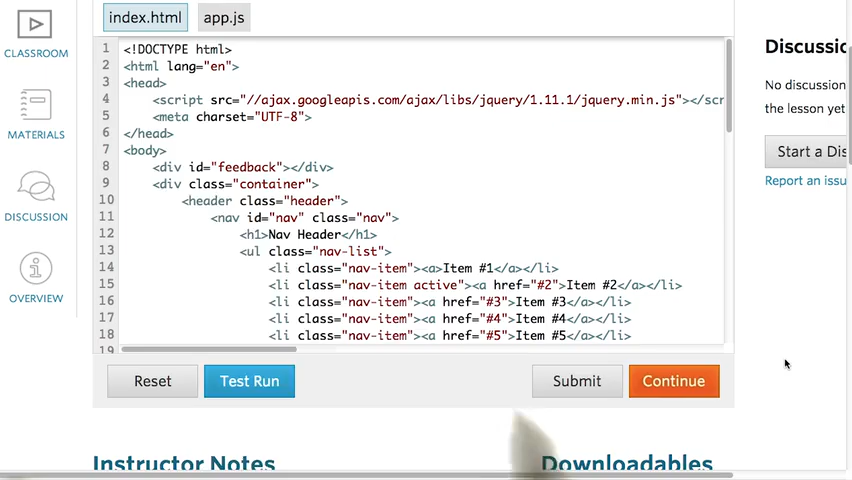 CLASSROOM
MATERIALS
DISCUSSION
OVERVIEW
index.html
app.js
1 <!DOCTYPE html>
2 <html lang="en">
3 <head>
4 <script src="//ajax.googleapis.com/ajax/libs/jquery/1.11.1/jquery.min.js"></scr
5 <meta charset="UTF-8">
6 </head>
7 <body>
8 <div id="feedback"></div>
9 <div class="container">
10 <header class="header">
11 <nav id="nav" class="nav">
12 <h1>Nav Header</h1>
13 <ul class="nav-list">
14 <li class="nav-item"><a>Item #1</a></li>
15 <li class="nav-item active"><a href="#2">Item #2</a></li>
16 <li class="nav-item"><a href="#3">Item #3</a></li>
17 <li class="nav-item"><a href="#4">Item #4</a></li>
18 <li class="nav-item"><a href="#5">Item #5</a></li>
19
Reset
Test Run
Submit
Continue
Discussio
No discussion
the lesson yet
Start a Dis
Report an issu
Instructor Notes
Downloadables